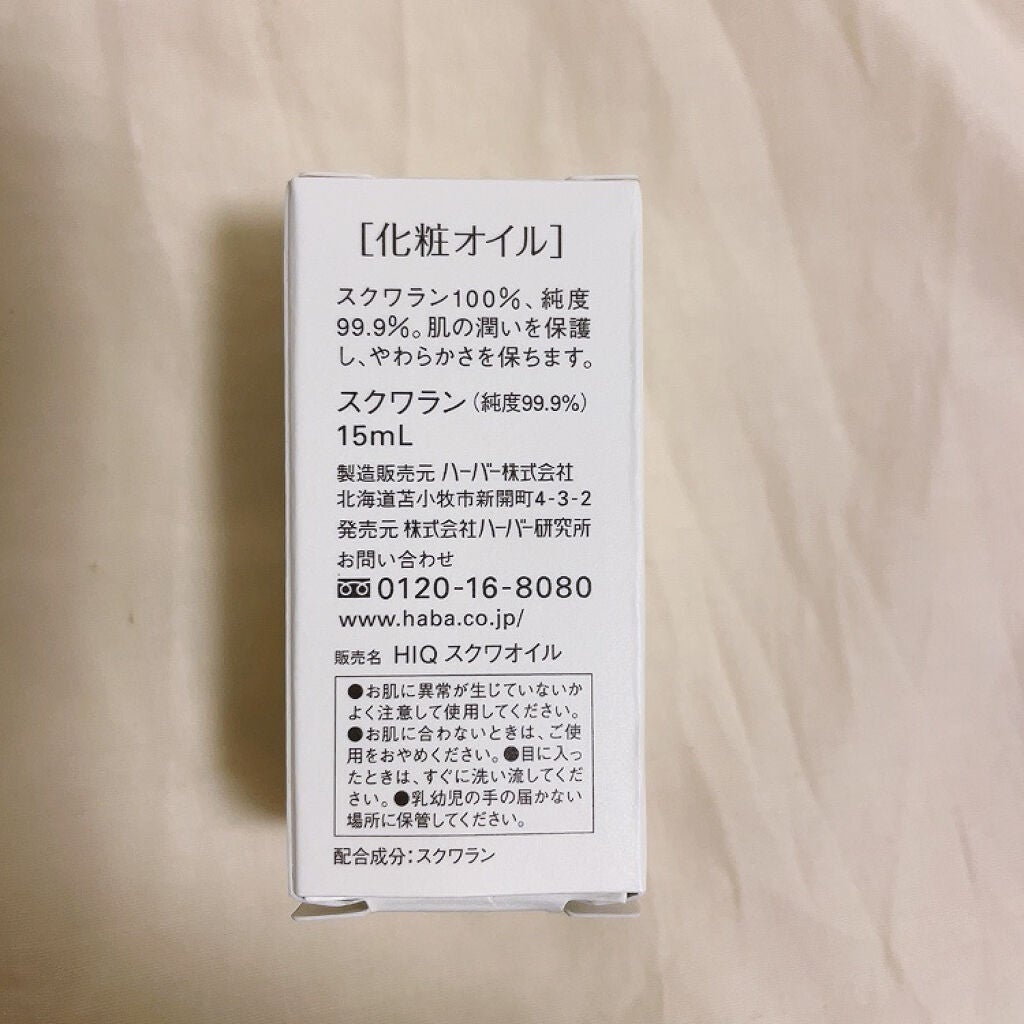 [化粧オイル]
スクワラン100%、純度
99.9%。肌の潤いを保護
し、やわらかさを保ちます。
スクワラン(純度99.9%)
15mL
製造販売元 ハーバー株式会社
北海道苫小牧市新開町4-3-2
発売元 株式会社ハーバー研究所
お問い合わせ
0120-16-8080
www.haba.co.jp/
販売名 HIQ スクワオイル
●お肌に異常が生じていないか
よく注意して使用してください。
●お肌に合わないときは、ご使
用をおやめください。●目に入っ
たときは、すぐに洗い流してくだ
さい。●乳幼児の手の届かない
場所に保管してください。
配合成分:スクワラン